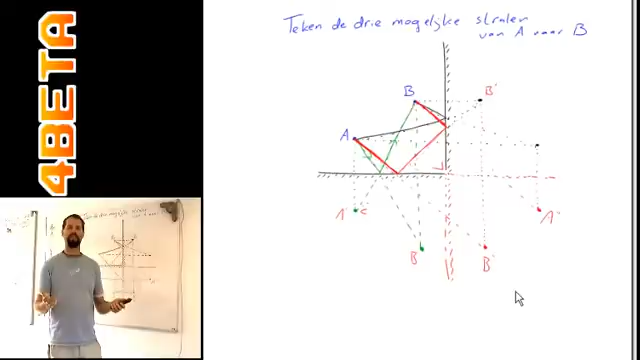 4BETA
Teken de drie mogelijke stralen
van A naar B
B
B'
A
A'
A"
B
B"